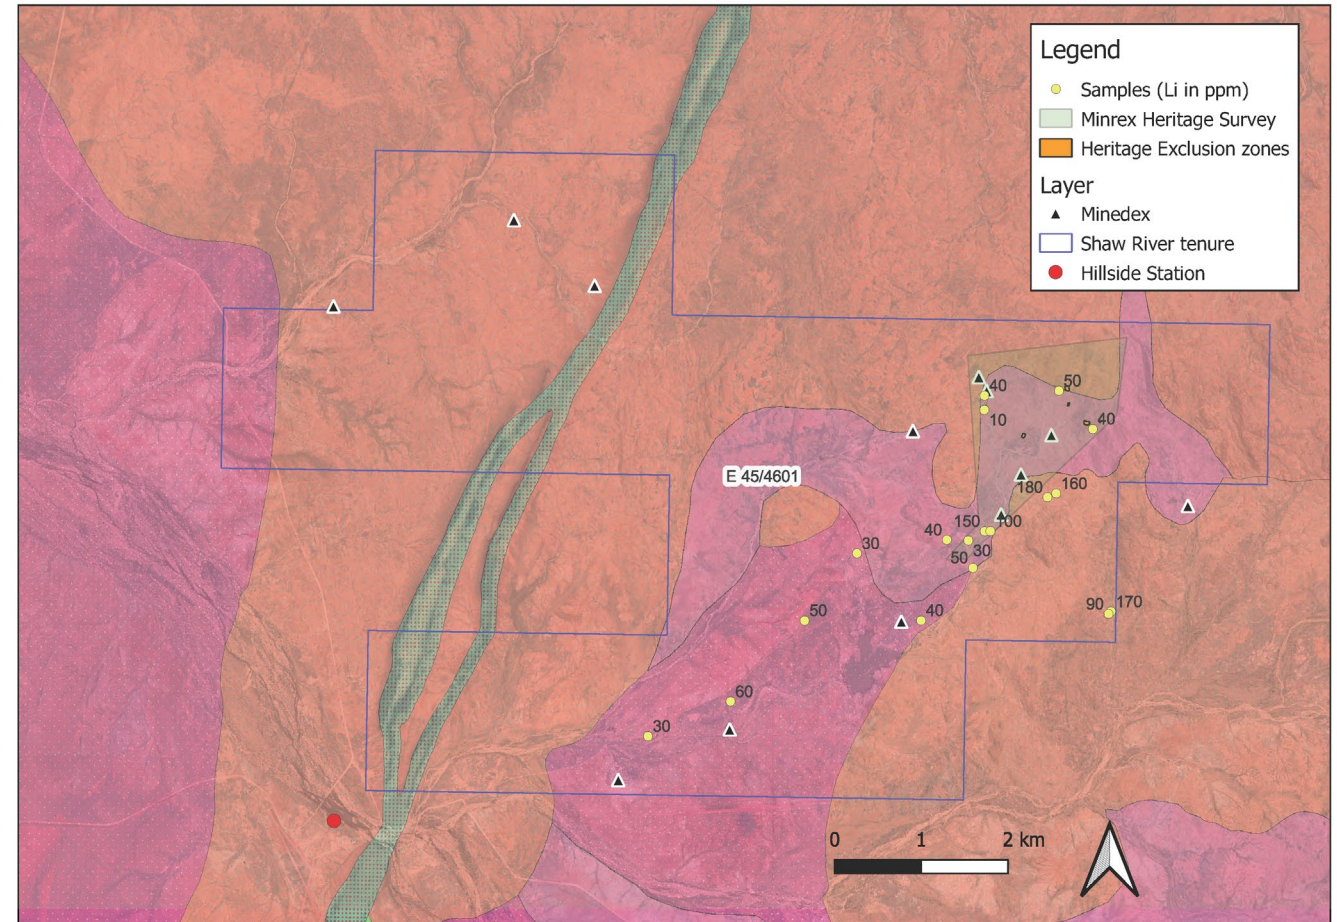 Legend
Samples (Li in ppm)
Minrex Heritage Survey
Heritage Exclusion zones
Layer
Minedex
Shaw River tenure
Hillside Station
40
50
10
40
E 45/4601
180
160
40
150
100
30
50
30
50
40
90
170
60
30
0
1
2 km